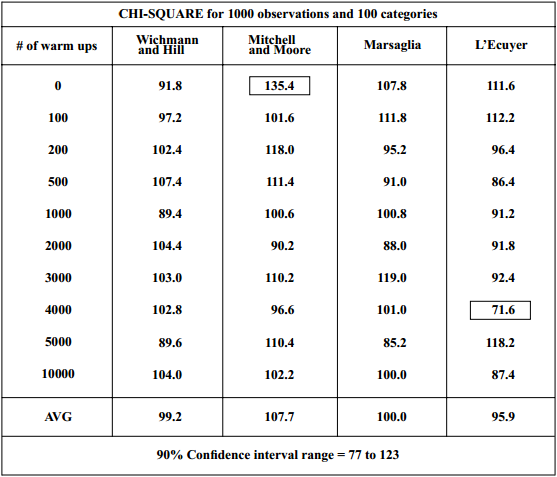 CHI-SQUARE for 1000 observations and 100 categories
# of warm ups Wichmann and Hill Mitchell and Moore Marsaglia L'Ecuyer
0 91.8 135.4 107.8 111.6
100 97.2 101.6 111.8 112.2
200 102.4 118.0 95.2 96.4
500 107.4 111.4 91.0 86.4
1000 89.4 100.6 100.8 91.2
2000 104.4 90.2 88.0 91.8
3000 103.0 110.2 119.0 92.4
4000 102.8 96.6 101.0 71.6
5000 89.6 110.4 85.2 118.2
10000 104.0 102.2 100.0 87.4
AVG 99.2 107.7 100.0 95.9
90% Confidence interval range = 77 to 123